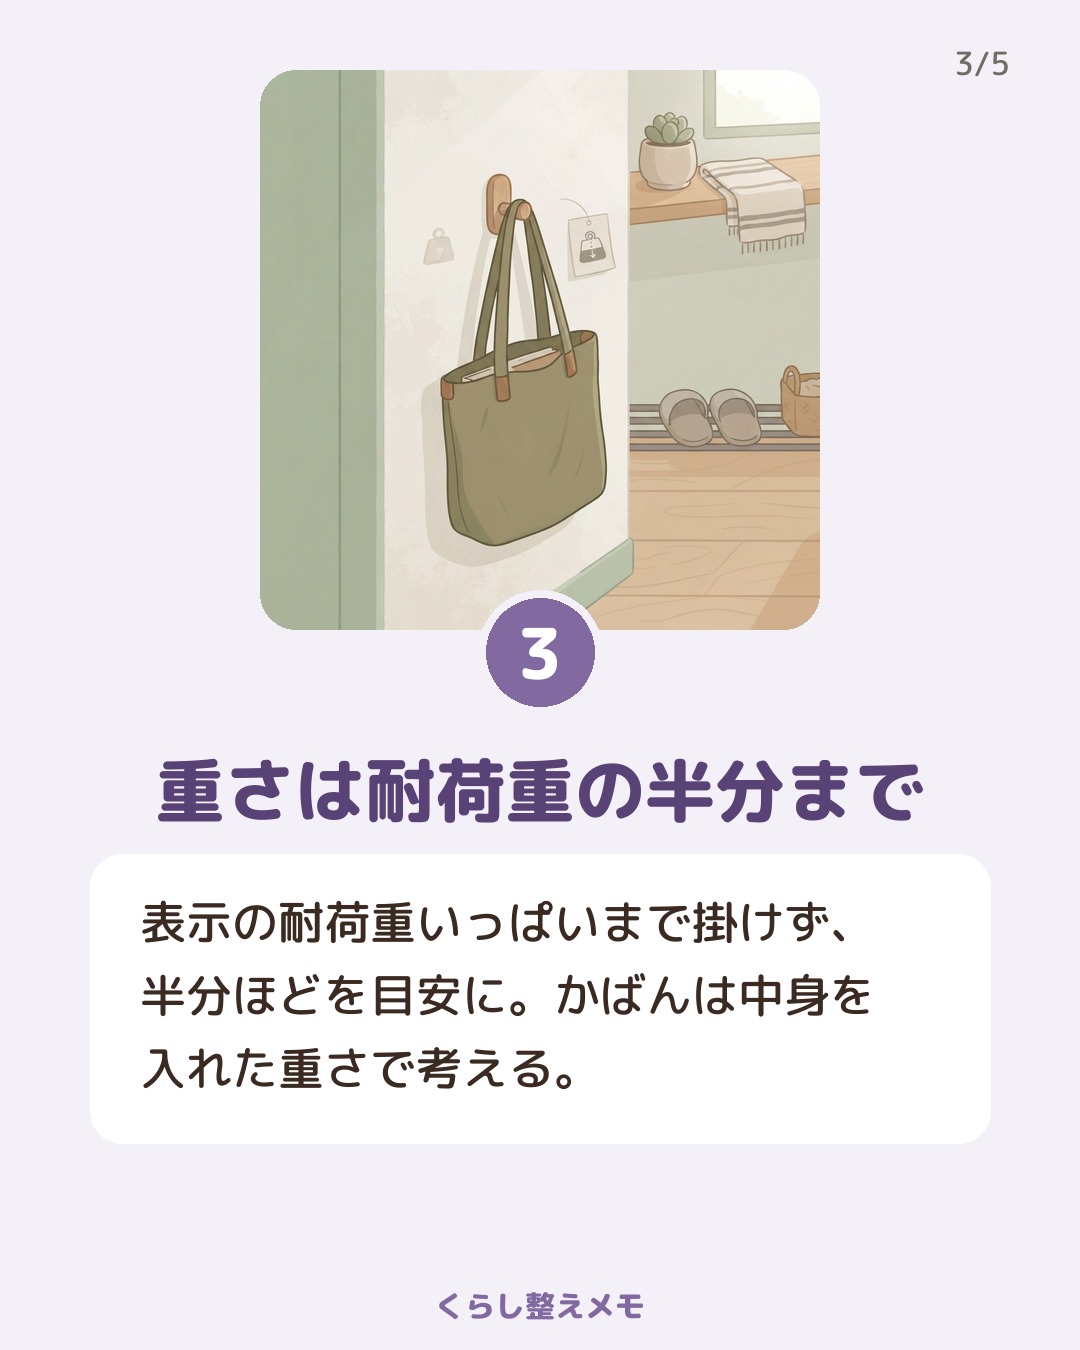 3/5
3
重さは耐荷重の半分まで
表示の耐荷重いっぱいまで掛けず、
半分ほどを目安に。かばんは中身を
入れた重さで考える。
くらし整えメモ